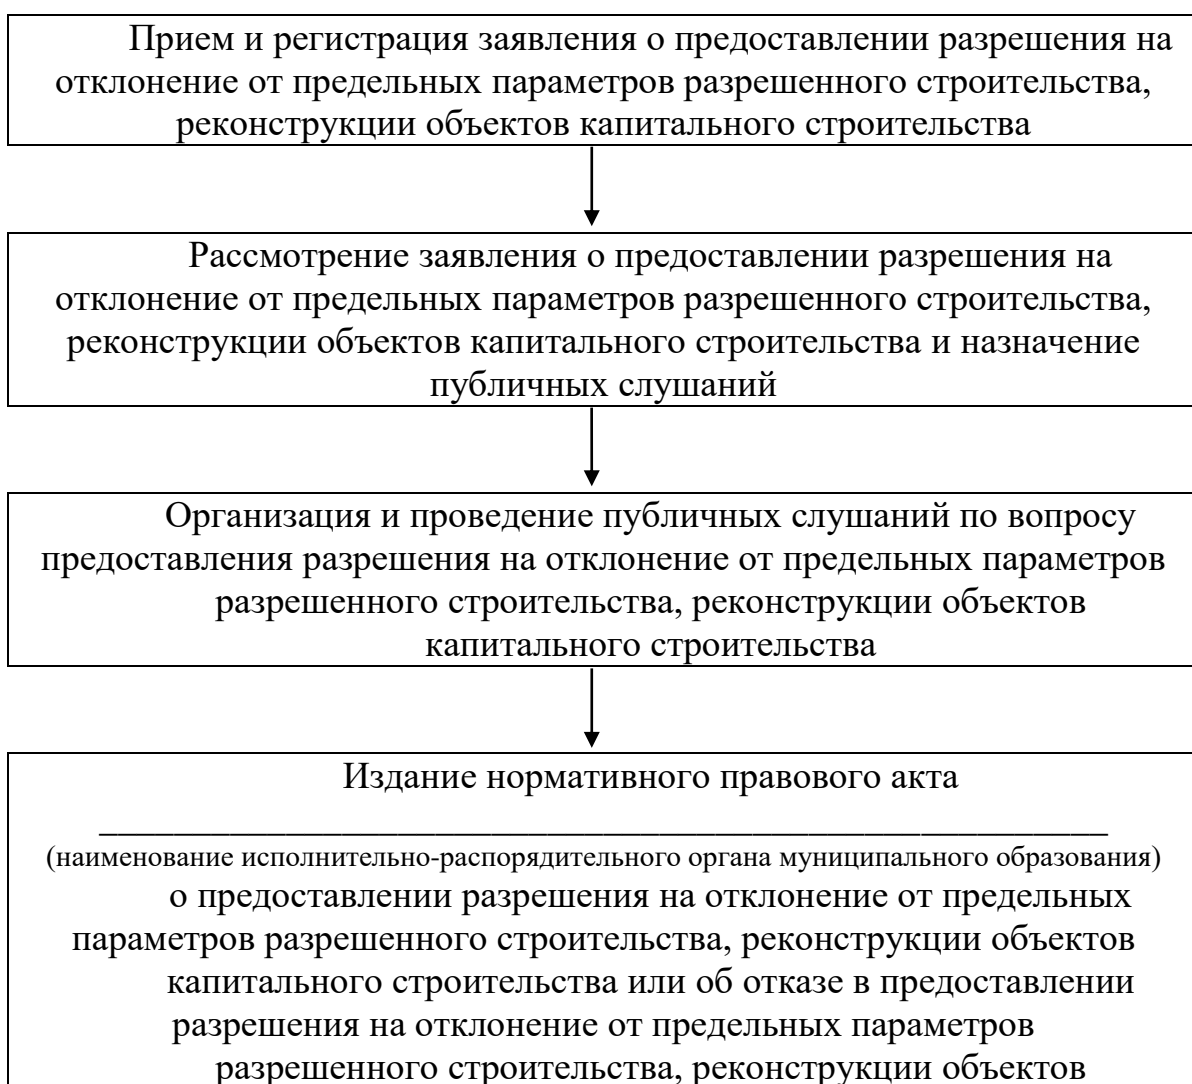 Прием и регистрация заявления о предоставлении разрешения на
отклонение от предельных параметров разрешенного строительства,
реконструкции объектов капитального строительства
Рассмотрение заявления о предоставлении разрешения на
отклонение от предельных параметров разрешенного строительства,
реконструкции объектов капитального строительства и назначение
публичных слушаний
Организация и проведение публичных слушаний по вопросу
предоставления разрешения на отклонение от предельных параметров
разрешенного строительства, реконструкции объектов
капитального строительства
Издание нормативного правового акта
(наименование исполнительно-распорядительного органа муниципального образования)
о предоставлении разрешения на отклонение от предельных
параметров разрешенного строительства, реконструкции объектов
капитального строительства или об отказе в предоставлении
разрешения на отклонение от предельных параметров
разрешенного строительства, реконструкции объектов